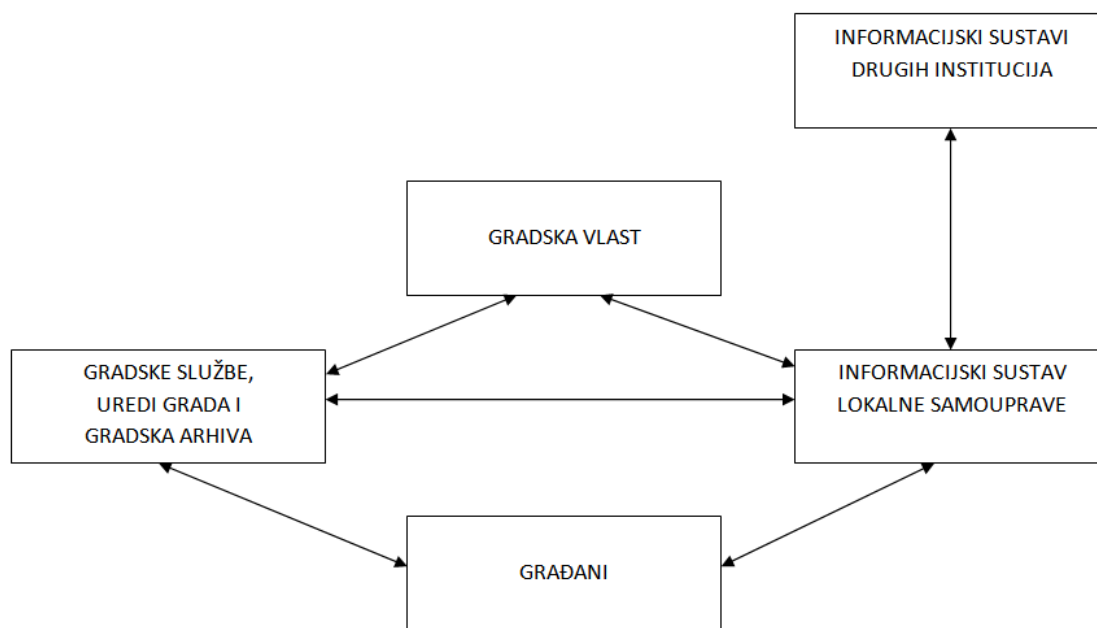 INFORMACIJSKI SUSTAVI
DRUGIH INSTITUCIJA
GRADSKA VLAST
GRADSKE SLUŽBE,
UREDI GRADA I
GRADSKA ARHIVA
INFORMACIJSKI SUSTAV
LOKALNE SAMOUPRAVE
GRAĐANI